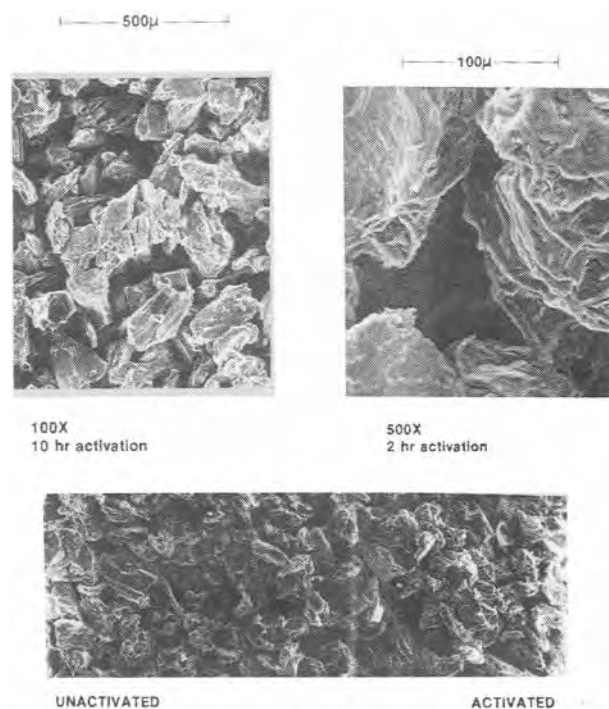 500μ
100μ
100X
10 hr activation
500X
2 hr activation
UNACTIVATED
ACTIVATED